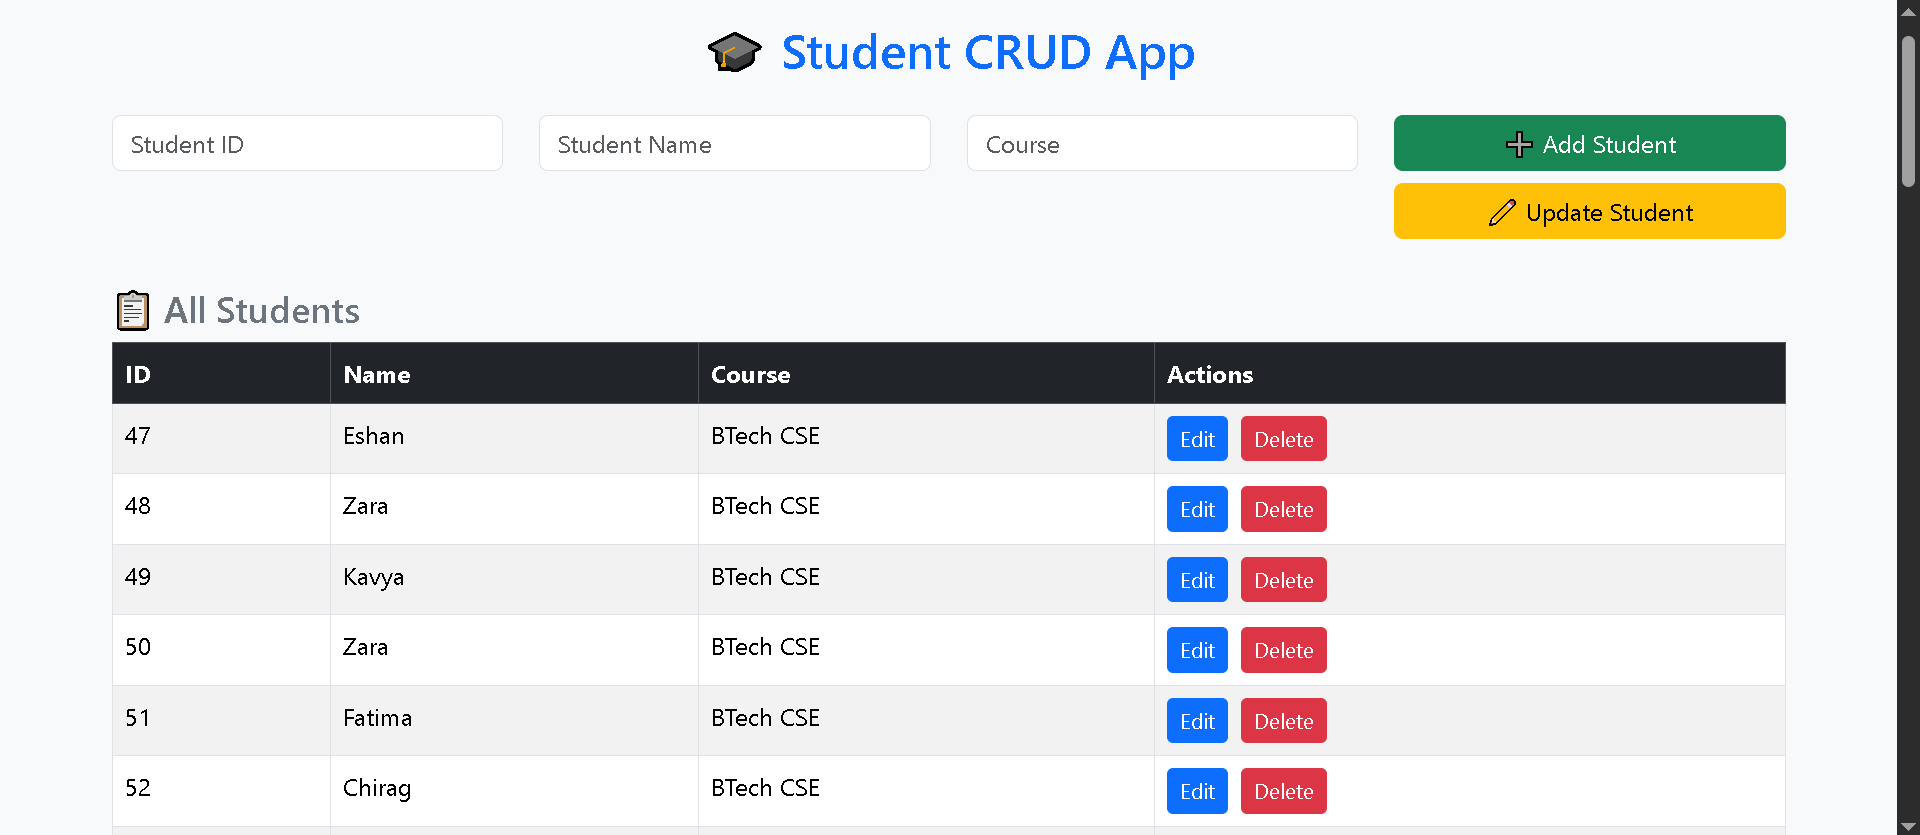 Student CRUD App
Student ID Student Name Course Add Student
Update Student
All Students
ID Name Course Actions
47 Eshan BTech CSE Edit Delete
48 Zara BTech CSE Edit Delete
49 Kavya BTech CSE Edit Delete
50 Zara BTech CSE Edit Delete
51 Fatima BTech CSE Edit Delete
52 Chirag BTech CSE Edit Delete